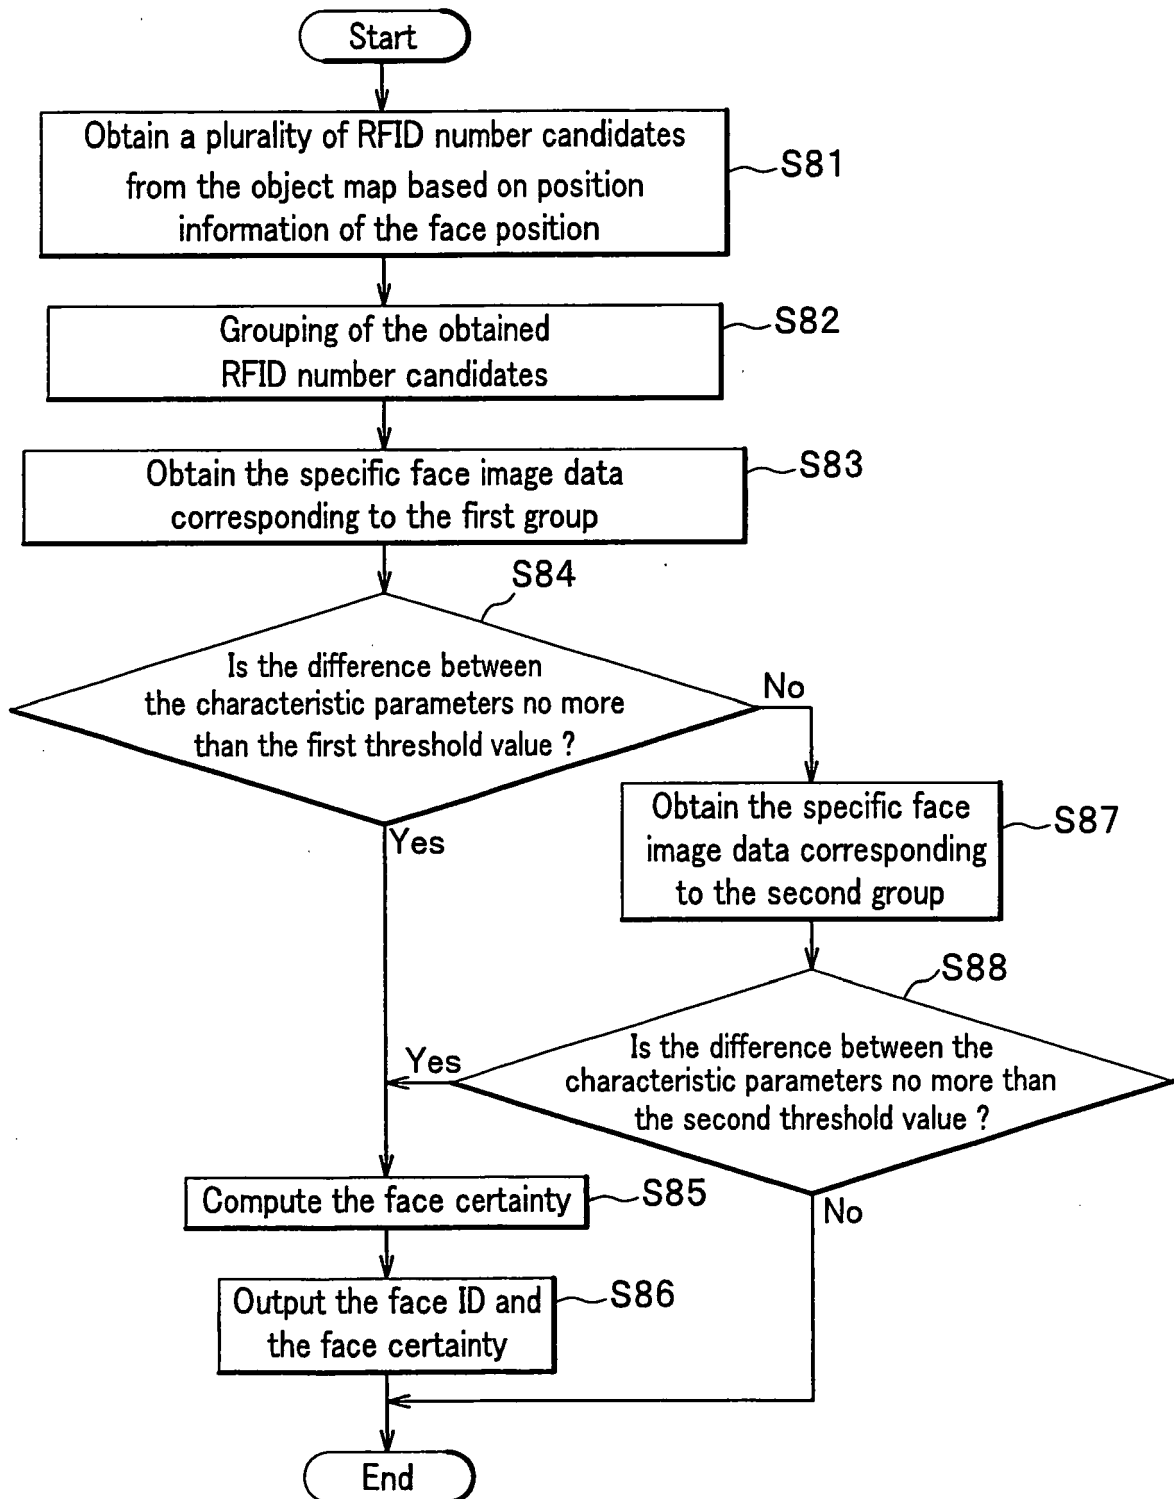 Start
Obtain a plurality of RFID number candidates
from the object map based on position
information of the face position
S81
Grouping of the obtained
RFID number candidates
S82
Obtain the specific face image data
corresponding to the first group
S83
S84
Is the difference between
the characteristic parameters no more
than the first threshold value ?
No
Yes
Obtain the specific face
image data corresponding
to the second group
S87
S88
Is the difference between the
characteristic parameters no more than
the second threshold value ?
Yes
No
Compute the face certainty
S85
Output the face ID and
the face certainty
S86
End